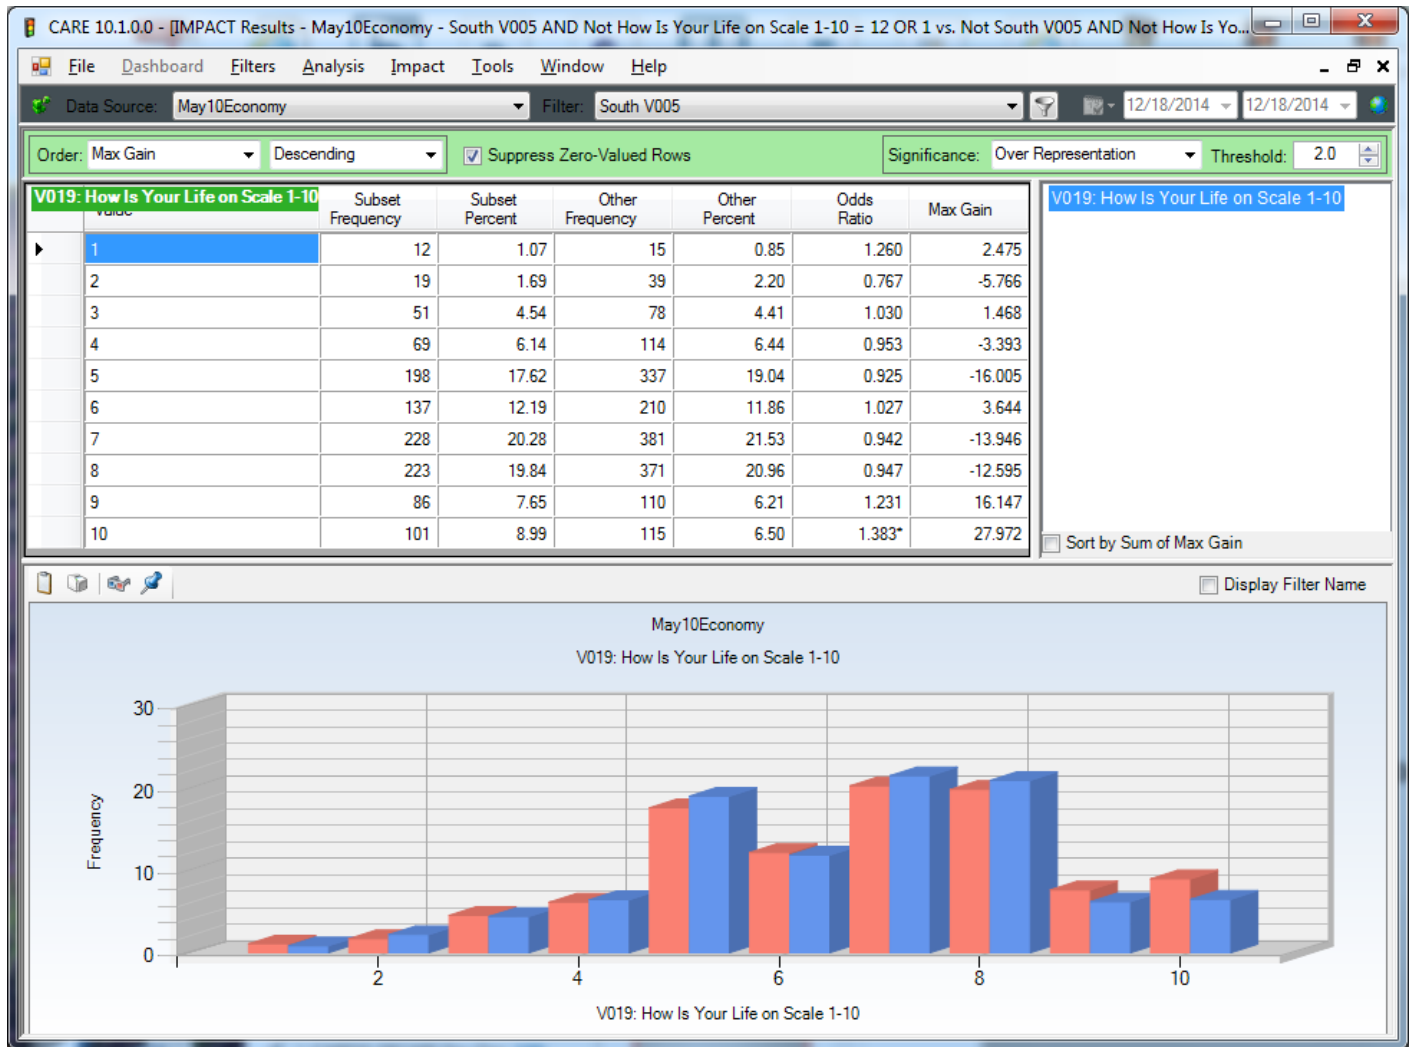 CARE 10.1.0.0 - [IMPACT Results - May10Economy - South V005 AND Not How Is Your Life on Scale 1-10 = 12 OR 1 vs. Not South V005 AND Not How Is Yo...
File Dashboard Filters Analysis Impact Tools Window Help
Data Source: May10Economy Filter: South V005 12/18/2014 12/18/2014
Order: Max Gain Descending Suppress Zero-Valued Rows Significance: Over Representation Threshold: 2.0
V019: How Is Your Life on Scale 1-10 Subset Frequency Subset Percent Other Frequency Other Percent Odds Ratio Max Gain V019: How Is Your Life on Scale 1-10
1 12 1.07 15 0.85 1.260 2.475
2 19 1.69 39 2.20 0.767 -5.766
3 51 4.54 78 4.41 1.030 1.468
4 69 6.14 114 6.44 0.953 -3.393
5 198 17.62 337 19.04 0.925 -16.005
6 137 12.19 210 11.86 1.027 3.644
7 228 20.28 381 21.53 0.942 -13.946
8 223 19.84 371 20.96 0.947 -12.595
9 86 7.65 110 6.21 1.231 16.147
10 101 8.99 115 6.50 1.383* 27.972
Sort by Sum of Max Gain
Display Filter Name
May10Economy
V019: How Is Your Life on Scale 1-10
30
20
10
0
Frequency
2 4 6 8 10
V019: How Is Your Life on Scale 1-10